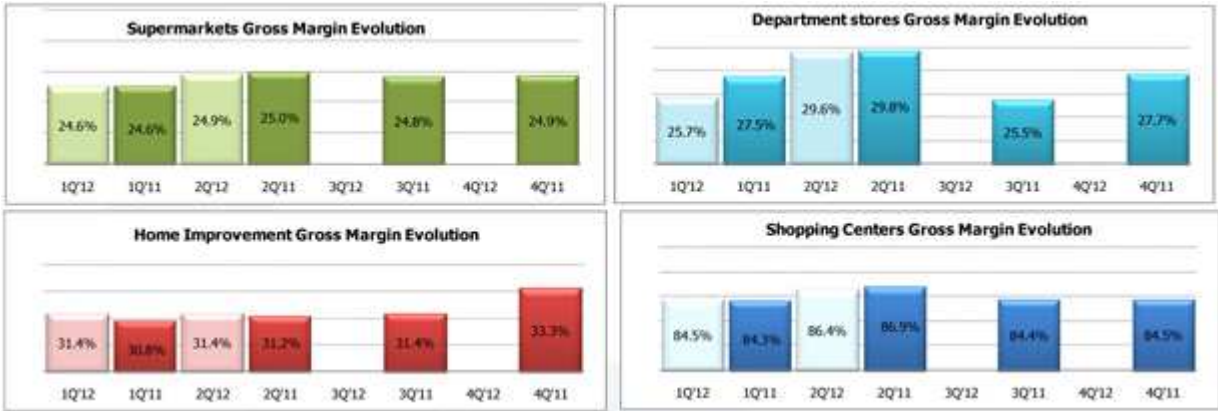 Supermarkets Gross Margin Evolution
24.6% 24.6% 24.9% 25.0% 24.8% 24.9%
1Q'12 1Q'11 2Q'12 2Q'11 3Q'12 3Q'11 4Q'12 4Q'11
Department stores Gross Margin Evolution
25.7% 27.5% 29.6% 29.8% 25.5% 27.7%
1Q'12 1Q'11 2Q'12 2Q'11 3Q'12 3Q'11 4Q'12 4Q'11
Home Improvement Gross Margin Evolution
31.4% 30.8% 31.4% 31.2% 31.4% 33.3%
1Q'12 1Q'11 2Q'12 2Q'11 3Q'12 3Q'11 4Q'12 4Q'11
Shopping Centers Gross Margin Evolution
84.5% 84.3% 86.4% 86.9% 84.4% 84.5%
1Q'12 1Q'11 2Q'12 2Q'11 3Q'12 3Q'11 4Q'12 4Q'11